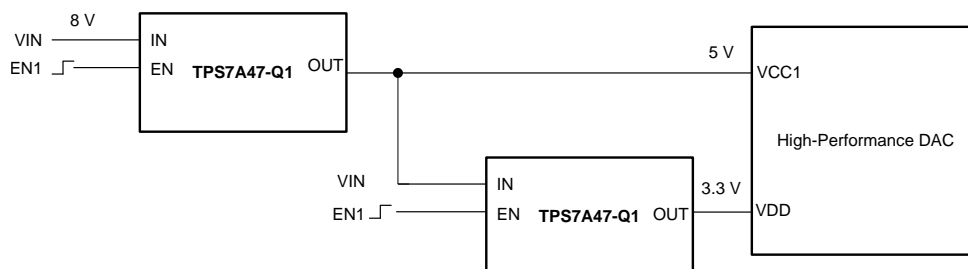 8 V
VIN
IN
EN1
EN
TPS7A47-Q1
OUT
5 V
VCC1
High-Performance DAC
VIN
IN
EN1
EN
TPS7A47-Q1
OUT
3.3 V
VDD